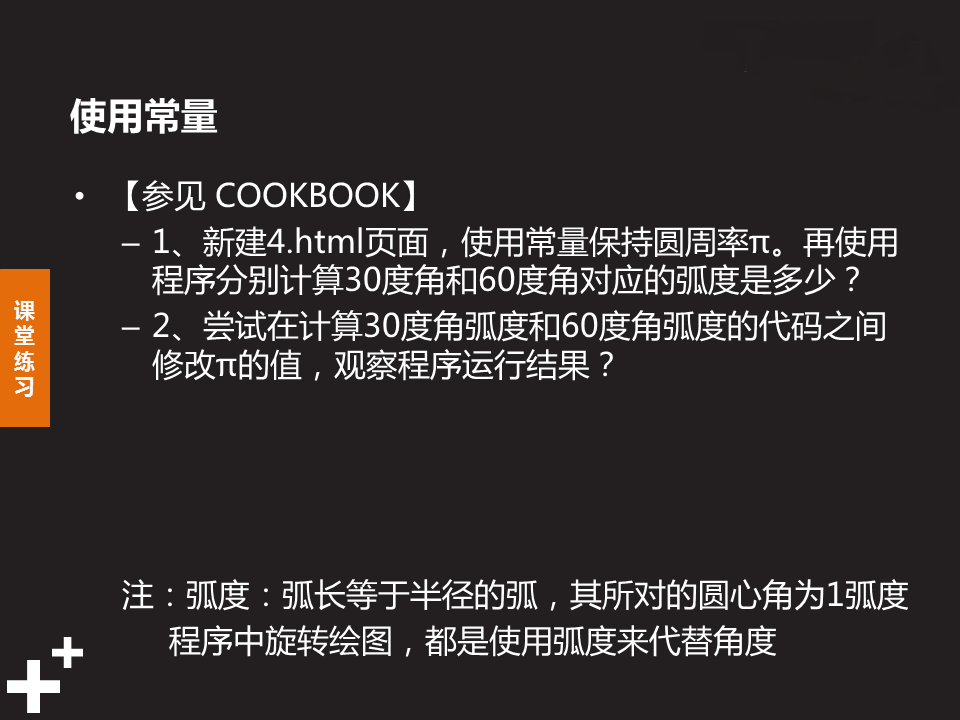 使用常量
• 【参见 COOKBOOK】
– 1、新建4.html页面，使用常量保持圆周率π。再使用
程序分别计算30度角和60度角对应的弧度是多少？
– 2、尝试在计算30度角弧度和60度角弧度的代码之间
修改π的值，观察程序运行结果？
课
堂
练
习
注：弧度：弧长等于半径的弧，其所对的圆心角为1弧度
程序中旋转绘图，都是使用弧度来代替角度